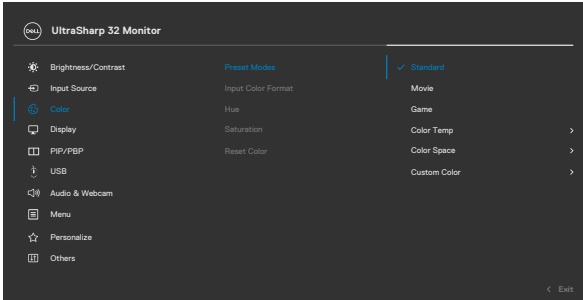 DELL UltraSharp 32 Monitor
Brightness/Contrast Preset Modes Standard
Input Source Input Color Format Movie
Color Hue Game
Display Saturation Color Temp
PIP/PBP Reset Color Color Space
USB Custom Color
Audio & Webcam
Menu
Personalize
Others
Exit